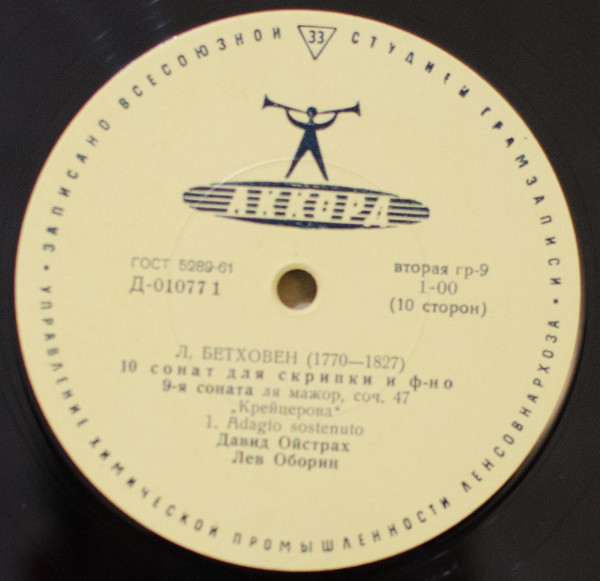 ЗАПИСАНО ВСЕСОЮЗНОЙ СТУДИЕЙ ГРАМЗАПИСИ • УПРАВЛЕНИЕ ХИМИЧЕСКОЙ ПРОМЫШЛЕННОСТИ ЛЕНСОВНАРХОЗА •
33
АККОРД
ГОСТ 5289-61
Д-010771
вторая гр-9
1-00
(10 сторон)
Л. БЕТХОВЕН (1770—1827)
10 сонат для скрипки и ф-но
9-я соната ля мажор, соч. 47
„Крейцерова“
1. Adagio sostenuto
Давид Ойстрах
Лев Оборин